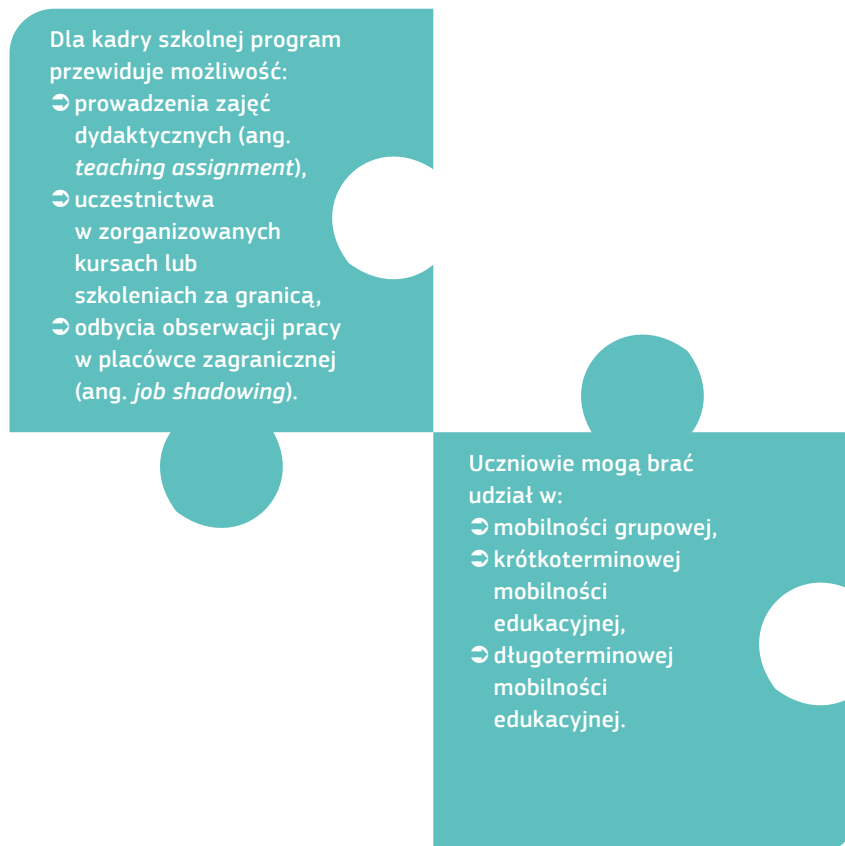 Dla kadry szkolnej program
przewiduje możliwość:
➲ prowadzenia zajęć
dydaktycznych (ang.
teaching assignment),
➲ uczestnictwa
w zorganizowanych
kursach lub
szkoleniach za granicą,
➲ odbycia obserwacji pracy
w placówce zagranicznej
(ang. job shadowing).
Uczniowie mogą brać
udział w:
➲ mobilności grupowej,
➲ krótkoterminowej
mobilności
edukacyjnej,
➲ długoterminowej
mobilności
edukacyjnej.